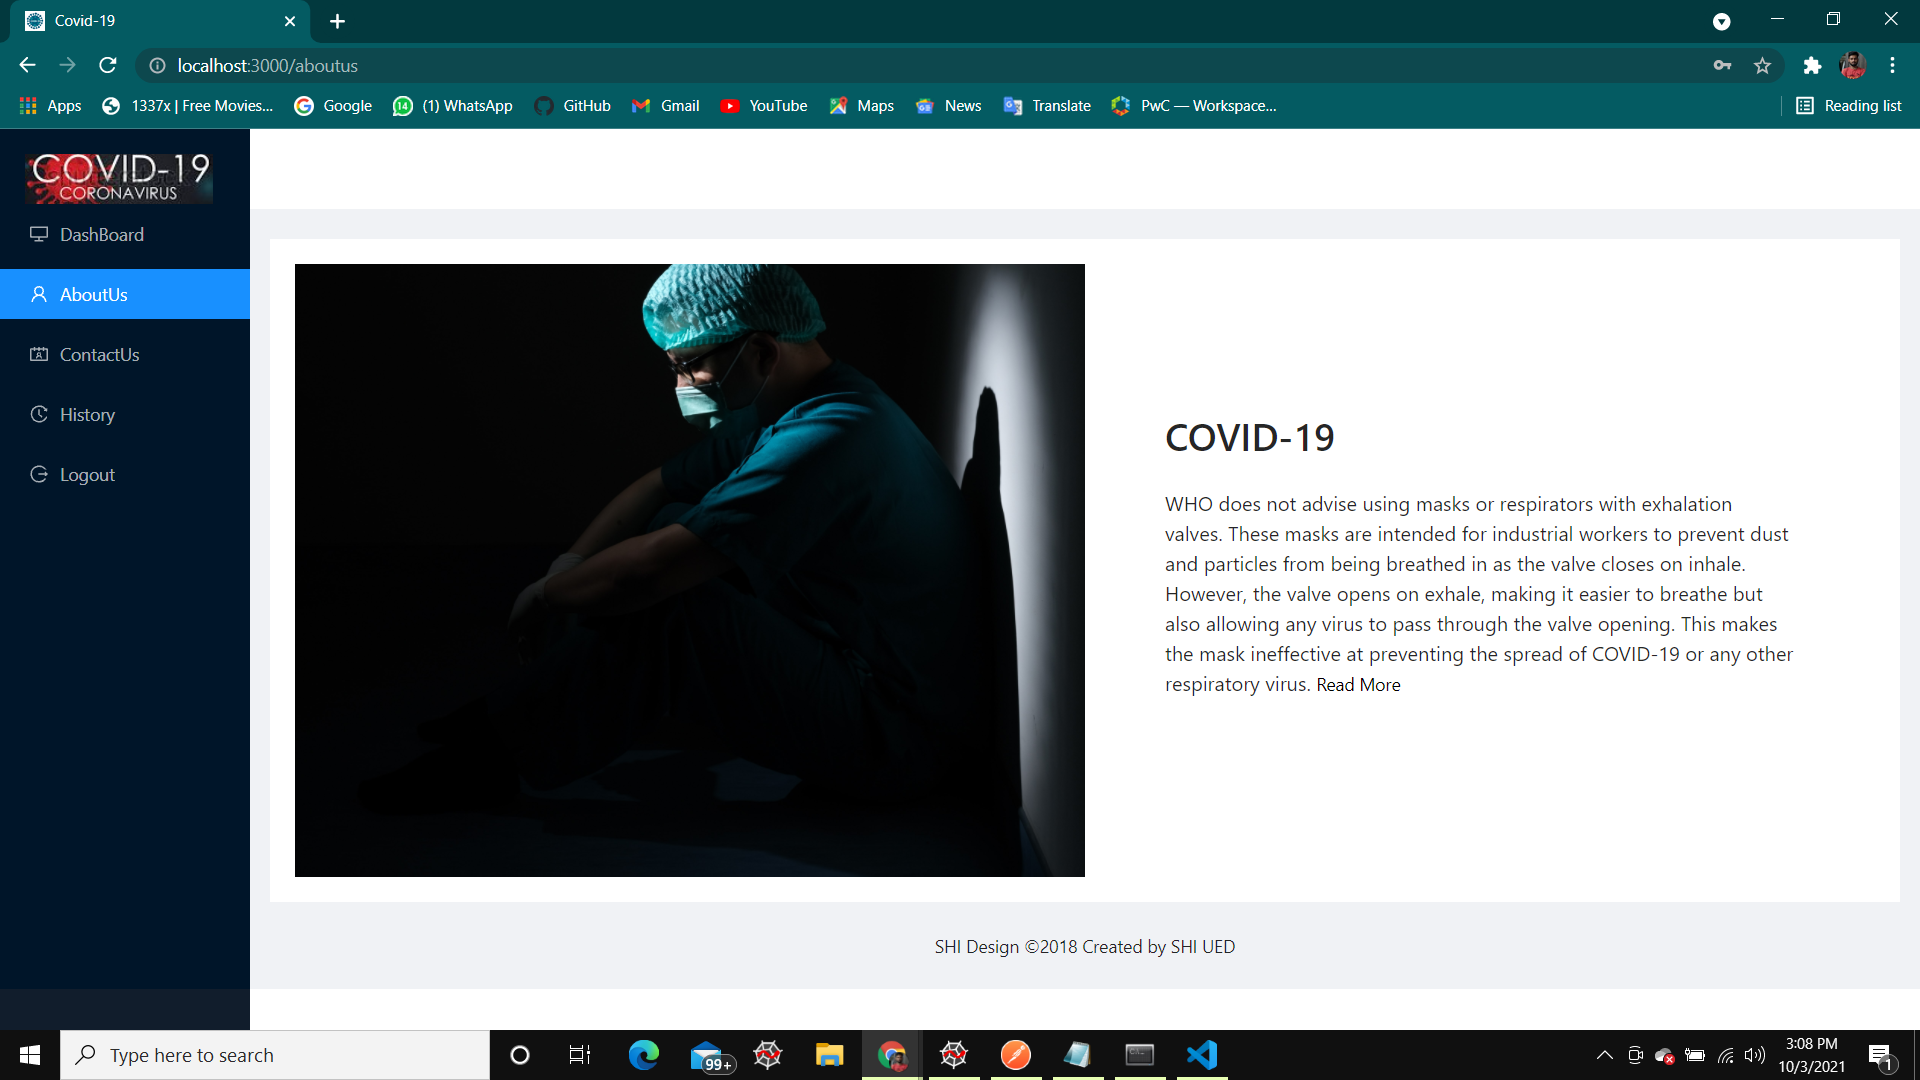 Covid-19
localhost:3000/aboutus
Apps
1337x | Free Movies...
Google
14
(1) WhatsApp
GitHub
Gmail
YouTube
Maps
News
Translate
PwC — Workspace...
Reading list
COVID-19
CORONAVIRUS
DashBoard
AboutUs
ContactUs
History
Logout
COVID-19
WHO does not advise using masks or respirators with exhalation
valves. These masks are intended for industrial workers to prevent dust
and particles from being breathed in as the valve closes on inhale.
However, the valve opens on exhale, making it easier to breathe but
also allowing any virus to pass through the valve opening. This makes
the mask ineffective at preventing the spread of COVID-19 or any other
respiratory virus. Read More
SHI Design ©2018 Created by SHI UED
Type here to search
99+
3:08 PM
10/3/2021
1